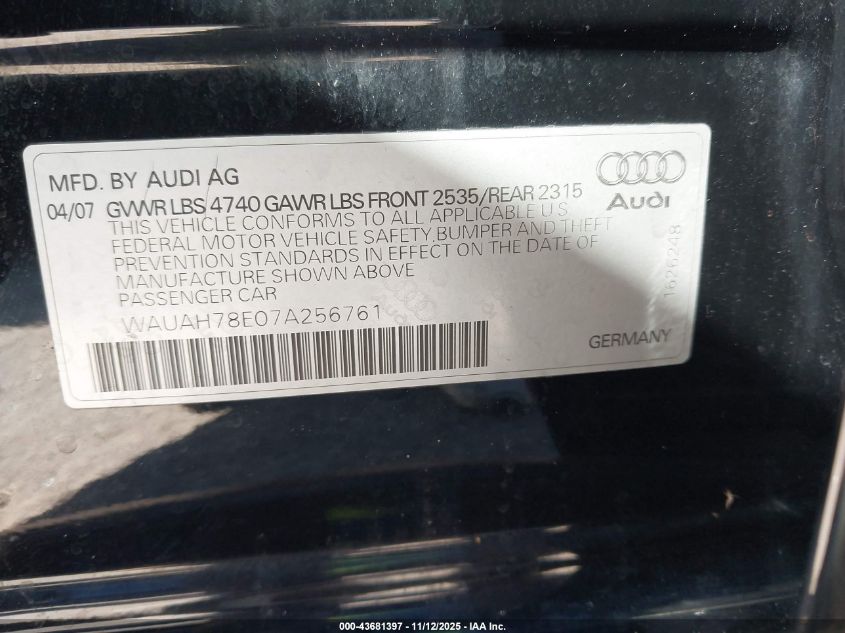 MFD. BY AUDI AG
04/07 GVWR LBS 4740 GAWR LBS FRONT 2535/REAR 2315
THIS VEHICLE CONFORMS TO ALL APPLICABLE U.S.
FEDERAL MOTOR VEHICLE SAFETY, BUMPER AND THEFT
PREVENTION STANDARDS IN EFFECT ON THE DATE OF
MANUFACTURE SHOWN ABOVE
PASSENGER CAR
WAUAH78E07A256761
Audi
1626248
GERMANY
000-43681397 - 11/12/2025 - IAA Inc.